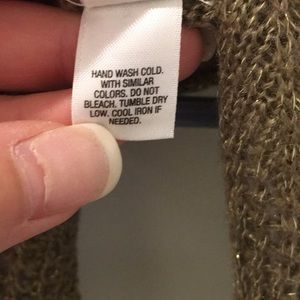 HAND WASH COLD.
WITH SIMILAR
COLORS. DO NOT
BLEACH. TUMBLE DRY
LOW. COOL IRON IF
NEEDED.